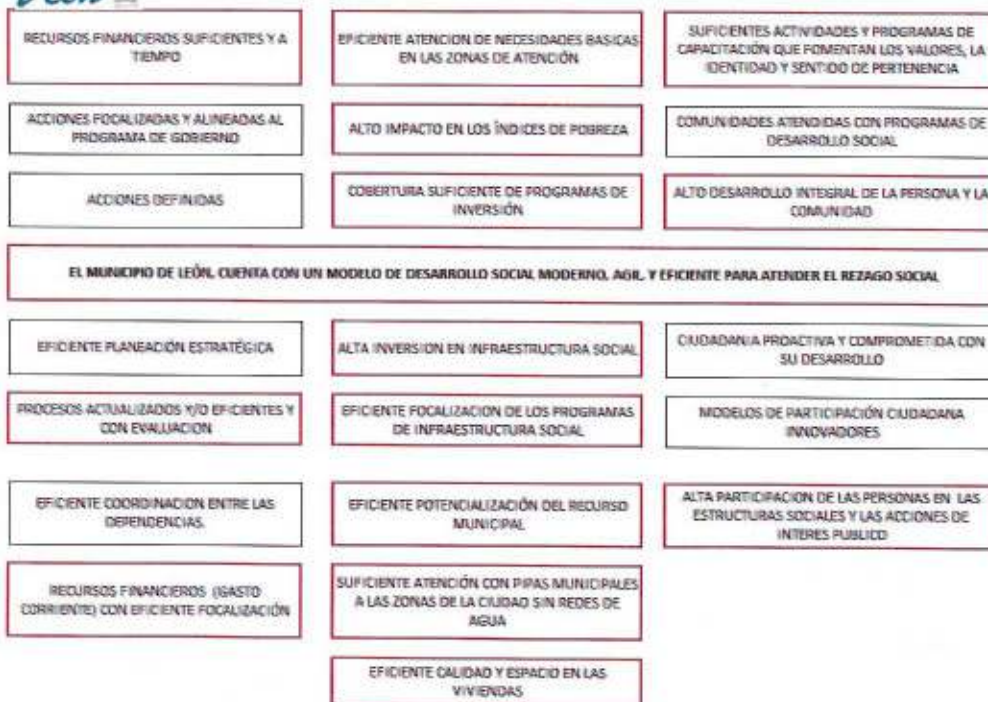 León
RECURSOS FINANCIEROS SUFICIENTES Y A
TIEMPO
EFICIENTE ATENCION DE NECESIDADES BASICAS
EN LAS ZONAS DE ATENCIÓN
SUFICIENTES ACTIVIDADES Y PROGRAMAS DE
CAPACITACIÓN QUE FOMENTAN LOS VALORES, LA
IDENTIDAD Y SENTIDO DE PERTENENCIA
ACCIONES FOCALIZADAS Y ALINEADAS AL
PROGRAMA DE GOBIERNO
ALTO IMPACTO EN LOS ÍNDICES DE POBREZA
COMUNIDADES ATENDIDAS CON PROGRAMAS DE
DESARROLLO SOCIAL
ACCIONES DEFINIDAS
COBERTURA SUFICIENTE DE PROGRAMAS DE
INVERSIÓN
ALTO DESARROLLO INTEGRAL DE LA PERSONA Y LA
COMUNIDAD
EL MUNICIPIO DE LEÓN, CUENTA CON UN MODELO DE DESARROLLO SOCIAL MODERNO, AGIL, Y EFICIENTE PARA ATENDER EL REZAGO SOCIAL
EFICIENTE PLANEACIÓN ESTRATÉGICA
ALTA INVERSION EN INFRAESTRUCTURA SOCIAL
CIUDADANIA PROACTIVA Y COMPROMETIDA CON
SU DESARROLLO
PROCESOS ACTUALIZADOS Y/O EFICIENTES Y
CON EVALUACION
EFICIENTE FOCALIZACION DE LOS PROGRAMAS
DE INFRAESTRUCTURA SOCIAL
MODELOS DE PARTICIPACIÓN CIUDADANA
INNOVADORES
EFICIENTE COORDINACION ENTRE LAS
DEPENDENCIAS.
EFICIENTE POTENCIALIZACIÓN DEL RECURSO
MUNICIPAL
ALTA PARTICIPACION DE LAS PERSONAS EN LAS
ESTRUCTURAS SOCIALES Y LAS ACCIONES DE
INTERES PUBLICO
RECURSOS FINANCIEROS (GASTO
CORRIENTE) CON EFICIENTE FOCALIZACIÓN
SUFICIENTE ATENCIÓN CON PIPAS MUNICIPALES
A LAS ZONAS DE LA CIUDAD SIN REDES DE
AGUA
EFICIENTE CALIDAD Y ESPACIO EN LAS
VIVIENDAS